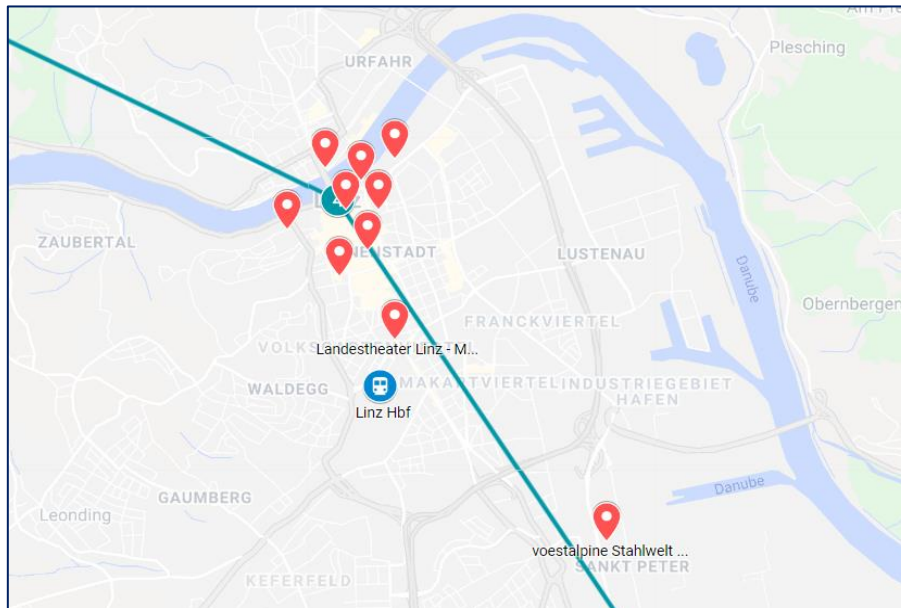 Plesching
URFAHR
ZAUBERTAL
NEUSTADT
LUSTENAU
Danube
Obernbergen
FRANCKVIERTEL
Landestheater Linz - M...
WALDEGG
MAKARTVIERTEL
INDUSTRIEGEBIET
HAFEN
Linz Hbf
GAUMBERG
Leonding
Danube
voestalpine Stahlwelt ...
SANKT PETER
KEFERFELD